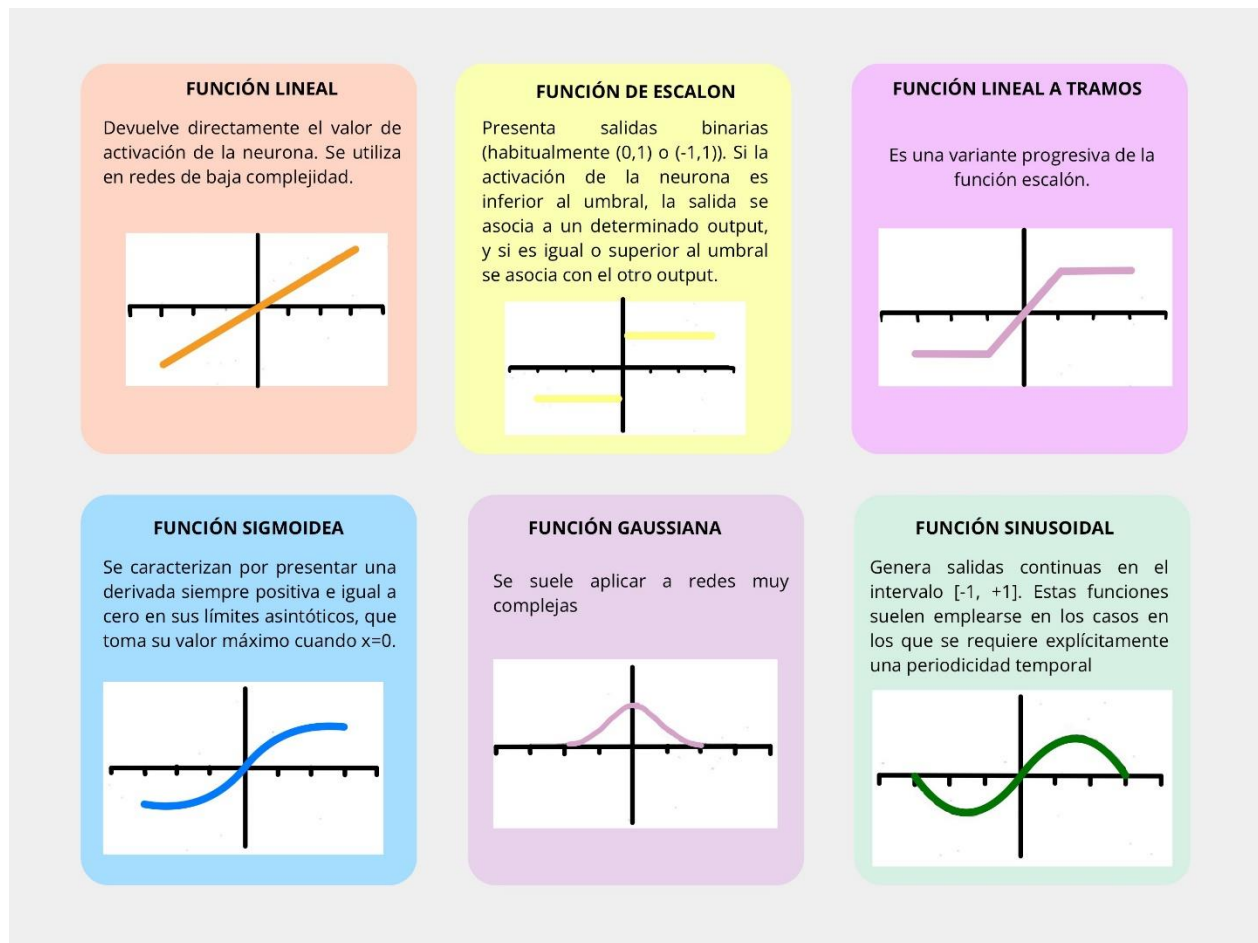 FUNCIÓN LINEAL
Devuelve directamente el valor de
activación de la neurona. Se utiliza
en redes de baja complejidad.
FUNCIÓN DE ESCALON
Presenta salidas binarias
(habitualmente (0,1) o (-1,1)). Si la
activación de la neurona es
inferior al umbral, la salida se
asocia a un determinado output,
y si es igual o superior al umbral
se asocia con el otro output.
FUNCIÓN LINEAL A TRAMOS
Es una variante progresiva de la
función escalón.
FUNCIÓN SIGMOIDEA
Se caracterizan por presentar una
derivada siempre positiva e igual a
cero en sus límites asintóticos, que
toma su valor máximo cuando x=0.
FUNCIÓN GAUSSIANA
Se suele aplicar a redes muy
complejas
FUNCIÓN SINUSOIDAL
Genera salidas continuas en el
intervalo [-1, +1]. Estas funciones
suelen emplearse en los casos en
los que se requiere explícitamente
una periodicidad temporal